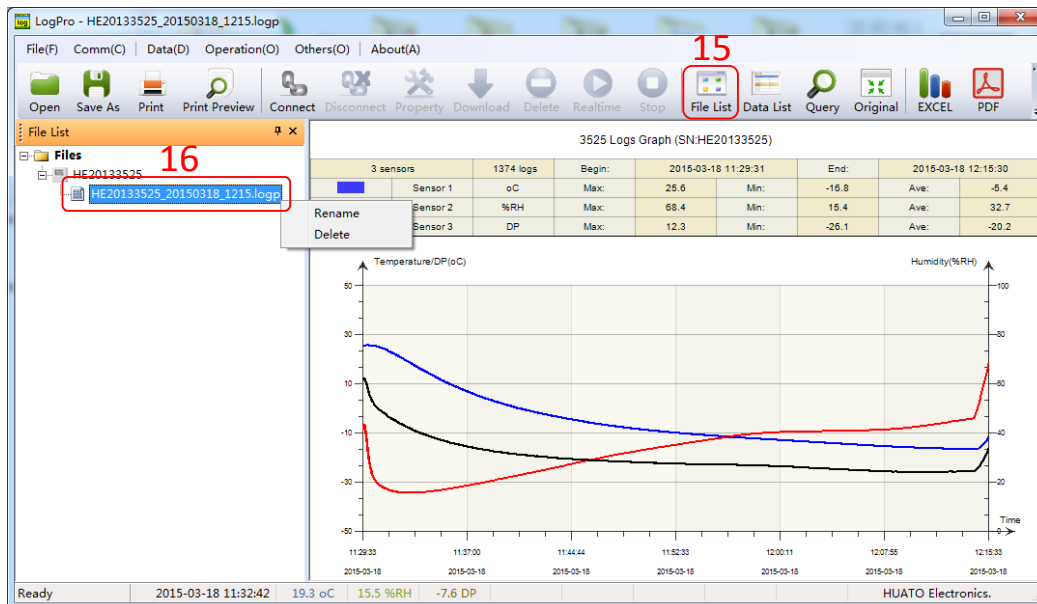 LogPro - HE20133525_20150318_1215.logp
File(F) Comm(C) Data(D) Operation(O) Others(O) About(A)
15
Open Save As Print Print Preview Connect Disconnect Property Download Delete Realtime Stop File List Data List Query Original EXCEL PDF
File List
Files
16
HE20133525
HE20133525_20150318_1215.logp
Rename
Delete
3525 Logs Graph (SN:HE20133525)
3 sensors 1374 logs Begin: 2015-03-18 11:29:31 End: 2015-03-18 12:15:30
Sensor 1 oC Max: 25.6 Min: -16.8 Ave: -5.4
Sensor 2 %RH Max: 68.4 Min: 15.4 Ave: 32.7
Sensor 3 DP Max: 12.3 Min: -26.1 Ave: -20.2
Temperature/DP(oC) Humidity(%RH)
50 100
30 80
10 60
-10 40
-30 20
-50 0
Time
11:29:33 11:37:00 11:44:44 11:52:33 12:00:11 12:07:55 12:15:33
2015-03-18 2015-03-18 2015-03-18 2015-03-18 2015-03-18 2015-03-18 2015-03-18
Ready 2015-03-18 11:32:42 19.3 oC 15.5 %RH -7.6 DP HUATO Electronics.